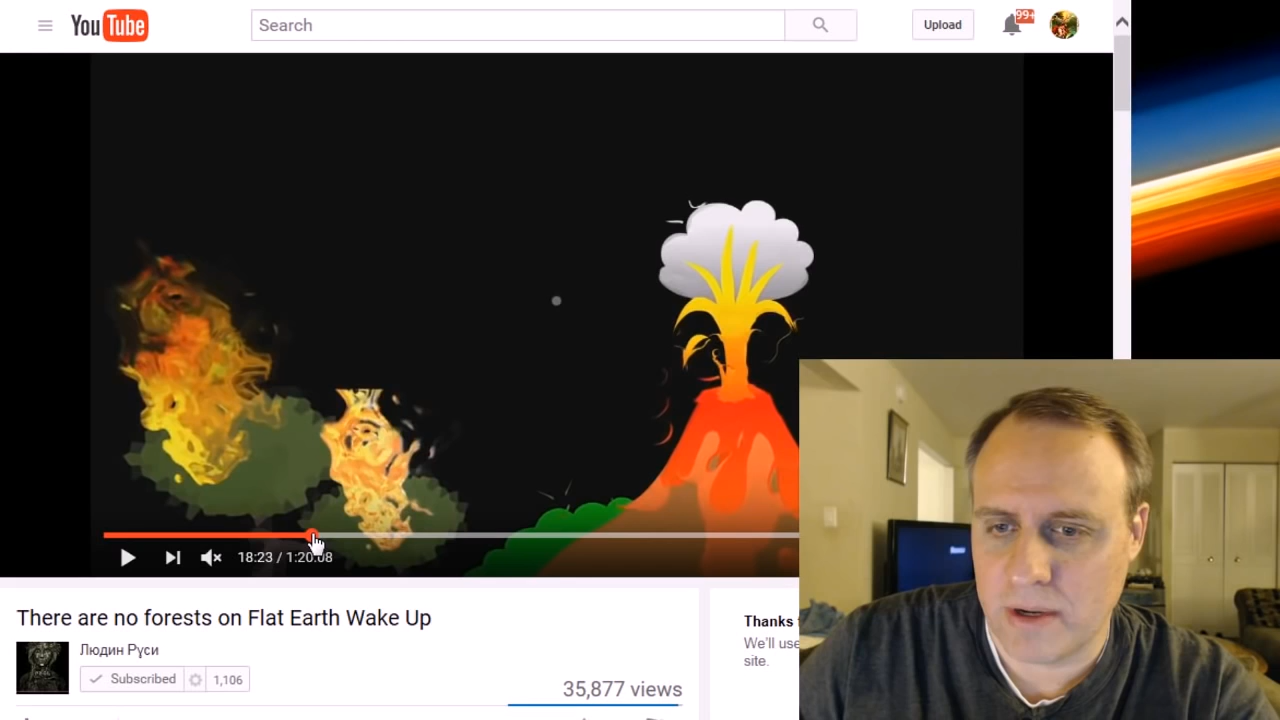 YouTube
Search
Upload
99+
18:23 / 1:20:08
There are no forests on Flat Earth Wake Up
Людин Рүси
Subscribed
1,106
35,877 views
Thanks
We'll use
site.